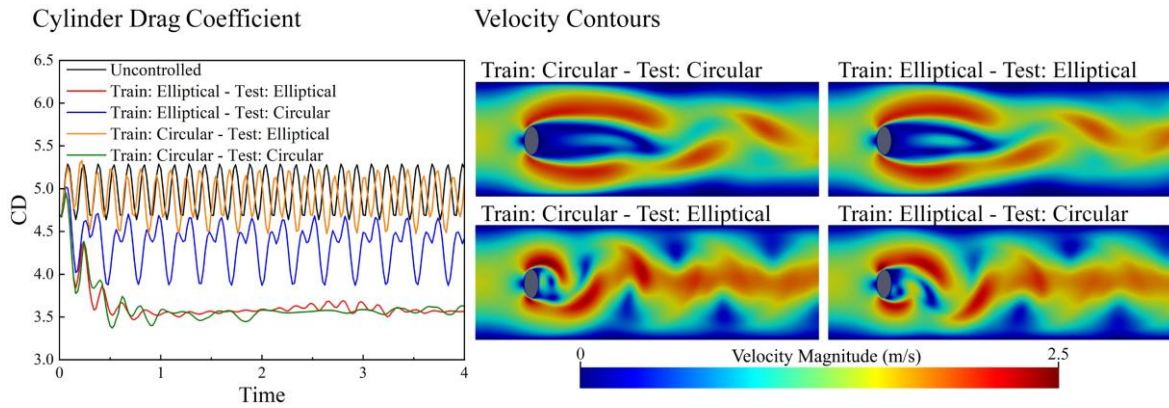 Cylinder Drag Coefficient
6.5
6.0
5.5
5.0
4.5
4.0
3.5
3.0
CD
Uncontrolled
Train: Elliptical - Test: Elliptical
Train: Elliptical - Test: Circular
Train: Circular - Test: Elliptical
Train: Circular - Test: Circular
0 1 2 3 4
Time
Velocity Contours
Train: Circular - Test: Circular
Train: Elliptical - Test: Elliptical
Train: Circular - Test: Elliptical
Train: Elliptical - Test: Circular
0 Velocity Magnitude (m/s) 2.5